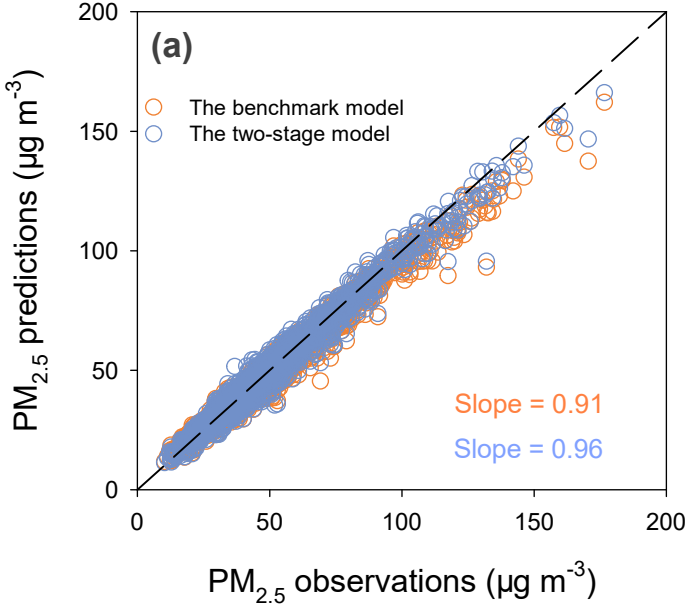 (a)
The benchmark model
The two-stage model
200
150
100
50
0
PM2.5 predictions (μg m-3)
Slope = 0.91
Slope = 0.96
0 50 100 150 200
PM2.5 observations (μg m-3)